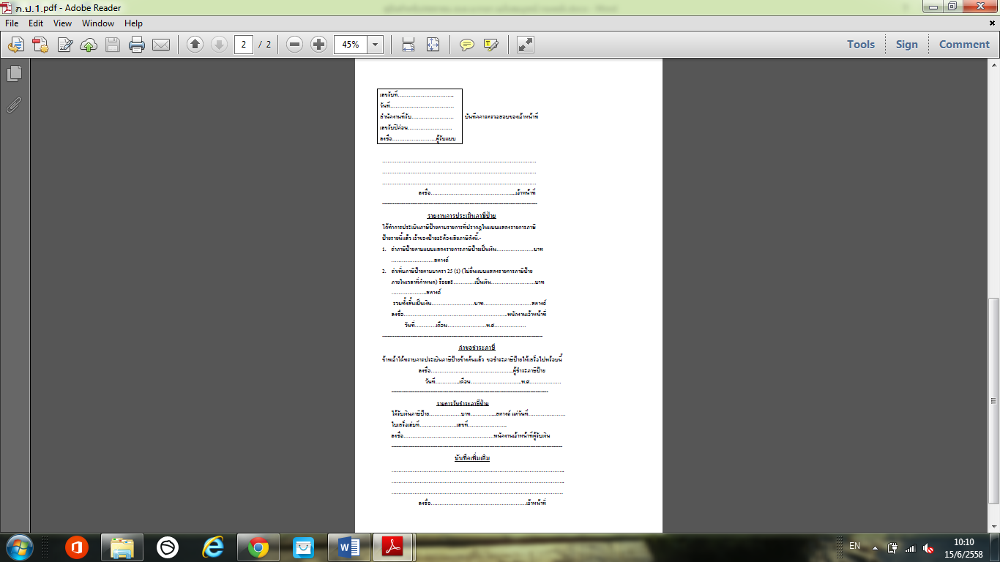 ภ.ป.1.pdf - Adobe Reader
File Edit View Window Help
2 / 2 45% Tools Sign Comment
เลขรับที่................................
วันที่....................................
สำนักงานที่รับ........................
เลขรับปีก่อน.........................
ลงชื่อ.........................ผู้รับแบบ
บันทึกการตรวจสอบของเจ้าหน้าที่
........................................................................................
........................................................................................
........................................................................................
ลงชื่อ.................................................เจ้าหน้าที่
----------------------------------------------------------------------------------------
รายงานการประเมินภาษีป้าย
ได้ทำการประเมินภาษีป้ายตามรายการที่ปรากฏในแบบแสดงรายการภาษี
ป้ายรายนี้แล้ว เจ้าของป้ายจะต้องเสียภาษีดังนี้.-
1. ค่าภาษีป้ายตามแบบแสดงรายการภาษีป้ายเป็นเงิน.....................บาท
........................สตางค์
2. ค่าเพิ่มภาษีป้ายตามมาตรา 25 (1) (ไม่ยื่นแบบแสดงรายการภาษีป้าย
ภายในเวลาที่กำหนด) ร้อยละ............เป็นเงิน.........................บาท
....................สตางค์
รวมทั้งสิ้นเป็นเงิน........................บาท...........................สตางค์
ลงชื่อ...........................................................พนักงานเจ้าหน้าที่
วันที่............เดือน......................พ.ศ..................
-------------------------------------------------------------------------------------------
คำขอชำระภาษี
ข้าพเจ้าได้ทราบการประเมินภาษีป้ายข้างต้นแล้ว ขอชำระภาษีป้ายให้เสร็จไปพร้อมนี้
ลงชื่อ...............................................ผู้ชำระภาษีป้าย
วันที่..............เดือน.............................พ.ศ..................
-----------------------------------------------------------------------------------------
รายการรับชำระภาษีป้าย
ได้รับเงินภาษีป้าย..................บาท...............สตางค์ แต่วันที่.....................
ใบเสร็จเล่มที่.....................เลขที่......................
ลงชื่อ...................................................พนักงานเจ้าหน้าที่ผู้รับเงิน
-------------------------------------------------------------------------------------------------
บันทึกเพิ่มเติม
..................................................................................................
..................................................................................................
..................................................................................................
ลงชื่อ......................................................เจ้าหน้าที่
EN 10:10
15/6/2558